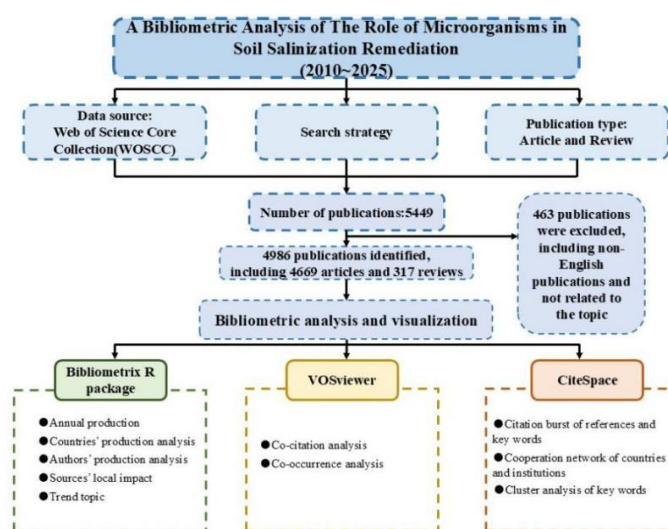 A Bibliometric Analysis of The Role of Microorganisms in
Soil Salinization Remediation
(2010~2025)
Data source:
Web of Science Core
Collection(WOSCC)
Search strategy
Publication type:
Article and Review
Number of publications:5449
463 publications
were excluded,
including non-
English
publications and
not related to
the topic
4986 publications identified,
including 4669 articles and 317 reviews
Bibliometric analysis and visualization
Bibliometrix R
package
●Annual production
●Countries' production analysis
●Authors' production analysis
●Sources' local impact
●Trend topic
VOSviewer
●Co-citation analysis
●Co-occurrence analysis
CiteSpace
●Citation burst of references and
key words
●Cooperation network of countries
and institutions
●Cluster analysis of key words